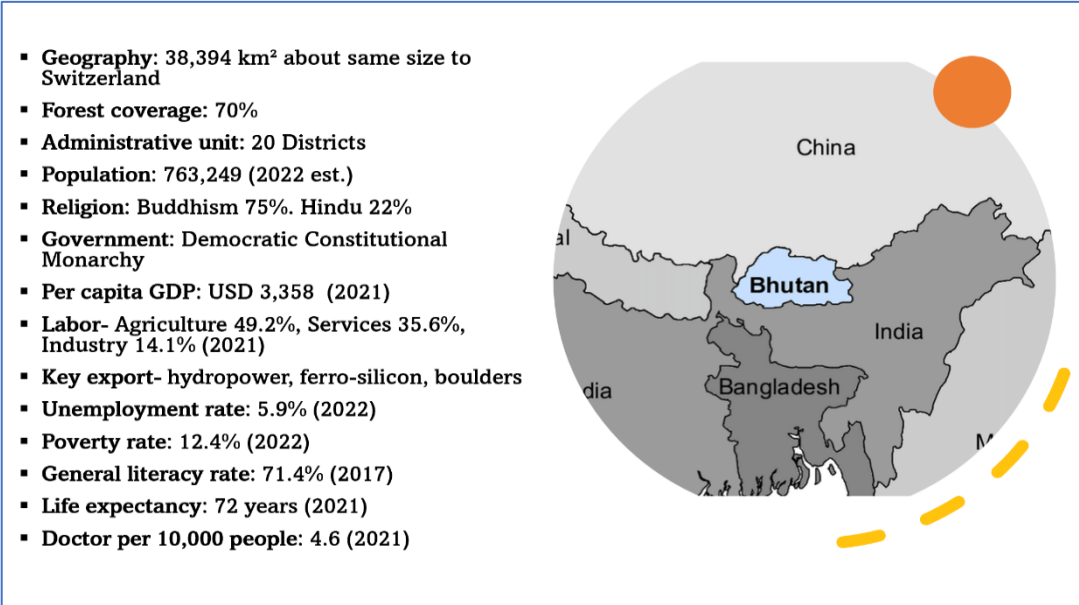 ▪ Geography: 38,394 km² about same size to
Switzerland
▪ Forest coverage: 70%
▪ Administrative unit: 20 Districts
▪ Population: 763,249 (2022 est.)
▪ Religion: Buddhism 75%. Hindu 22%
▪ Government: Democratic Constitutional
Monarchy
▪ Per capita GDP: USD 3,358 (2021)
▪ Labor- Agriculture 49.2%, Services 35.6%,
Industry 14.1% (2021)
▪ Key export- hydropower, ferro-silicon, boulders
▪ Unemployment rate: 5.9% (2022)
▪ Poverty rate: 12.4% (2022)
▪ General literacy rate: 71.4% (2017)
▪ Life expectancy: 72 years (2021)
▪ Doctor per 10,000 people: 4.6 (2021)
China
al
Bhutan
India
dia
Bangladesh
M